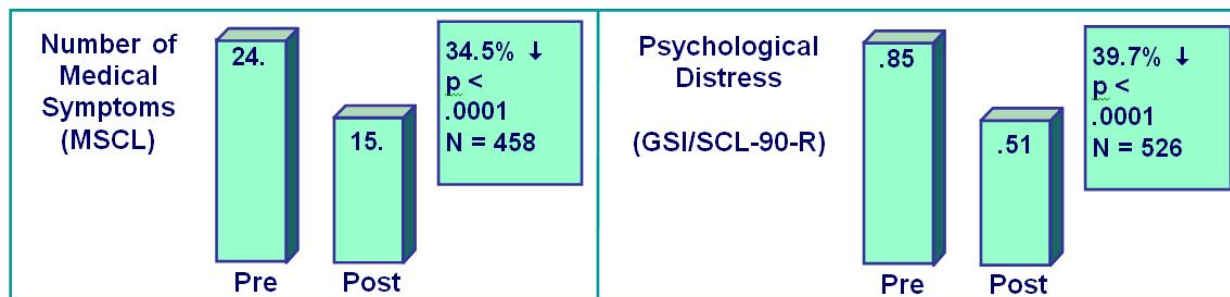 Number of
Medical
Symptoms
(MSCL)
24.
15.
Pre
Post
34.5% ↓
p <
.0001
N = 458
Psychological
Distress
(GSI/SCL-90-R)
.85
.51
Pre
Post
39.7% ↓
p <
.0001
N = 526